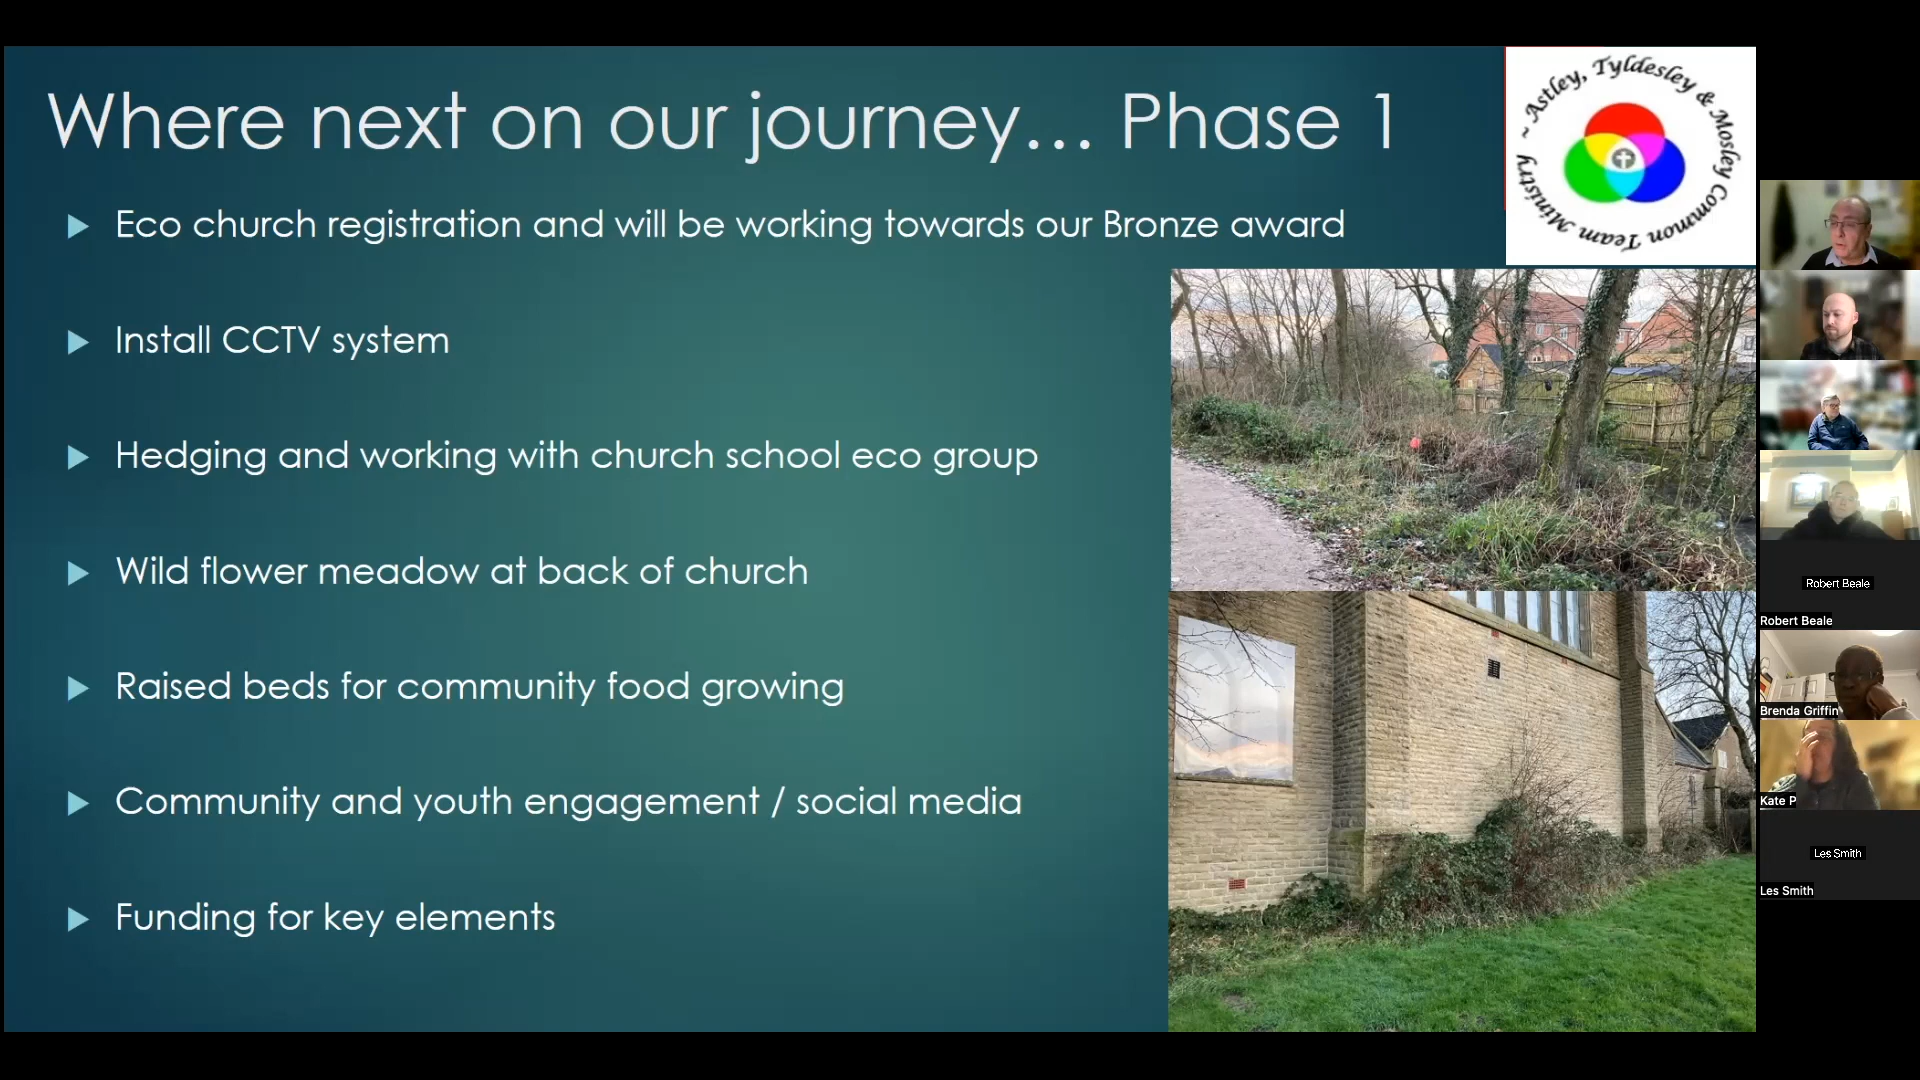 Where next on our journey... Phase 1
~ Astley, Tyldesley & Mosley Common Team Ministry
Eco church registration and will be working towards our Bronze award
Install CCTV system
Hedging and working with church school eco group
Wild flower meadow at back of church
Raised beds for community food growing
Community and youth engagement / social media
Funding for key elements
Robert Beale
Robert Beale
Brenda Griffin
Kate P
Les Smith
Les Smith